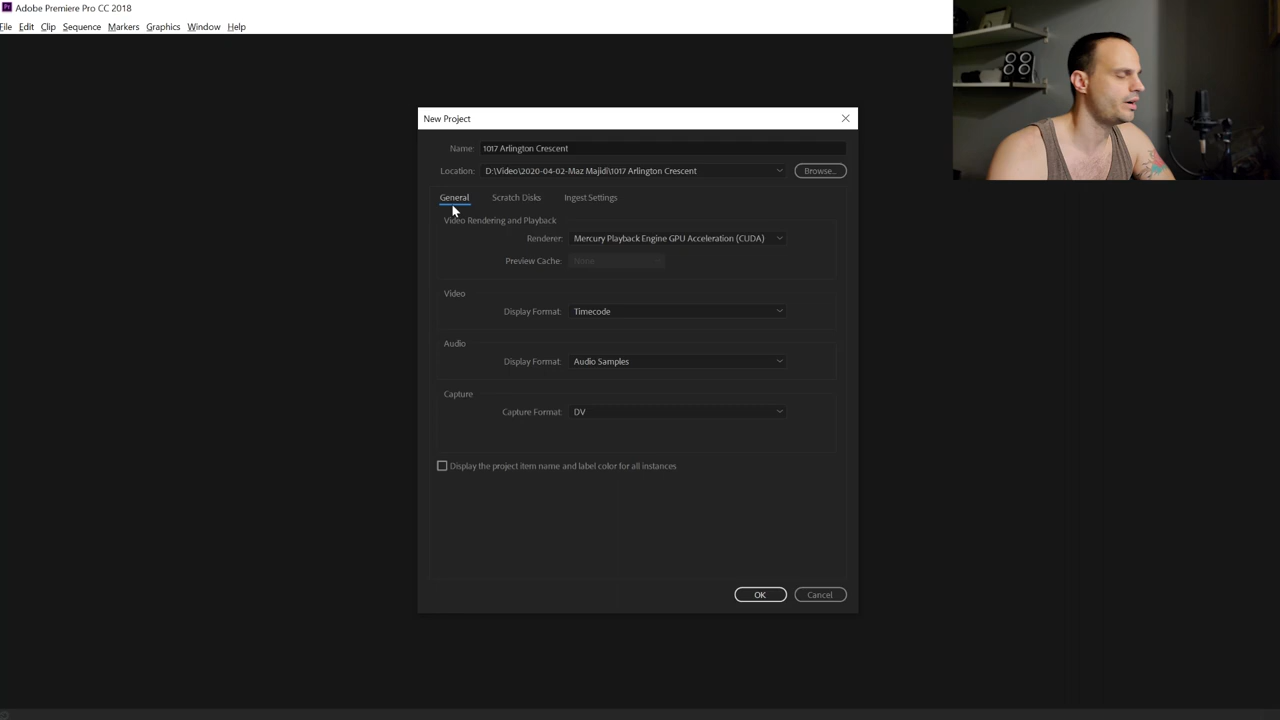 Adobe Premiere Pro CC 2018
File Edit Clip Sequence Markers Graphics Window Help
New Project
Name: 1017 Arlington Crescent
Location: D:\Video\2020-04-02-Maz Majidi\1017 Arlington Crescent Browse...
General Scratch Disks Ingest Settings
Video Rendering and Playback
Renderer: Mercury Playback Engine GPU Acceleration (CUDA)
Preview Cache: None
Video
Display Format: Timecode
Audio
Display Format: Audio Samples
Capture
Capture Format: DV
Display the project item name and label color for all instances
OK Cancel